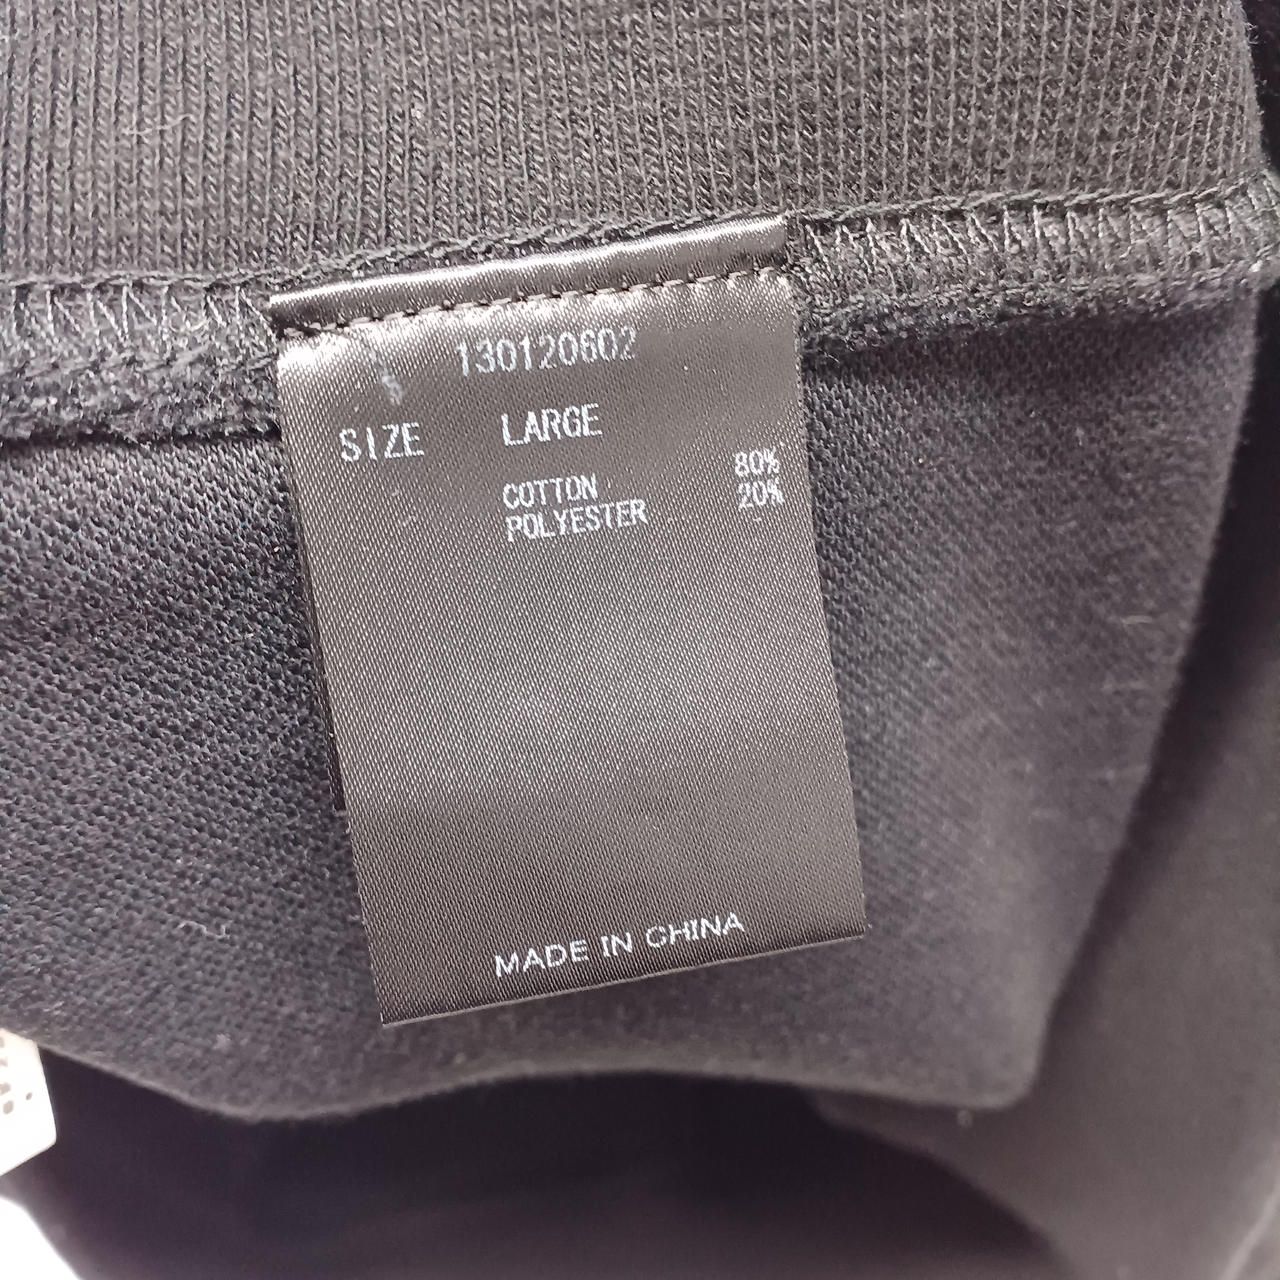 130120602
SIZE LARGE
COTTON 80%
POLYESTER 20%
MADE IN CHINA